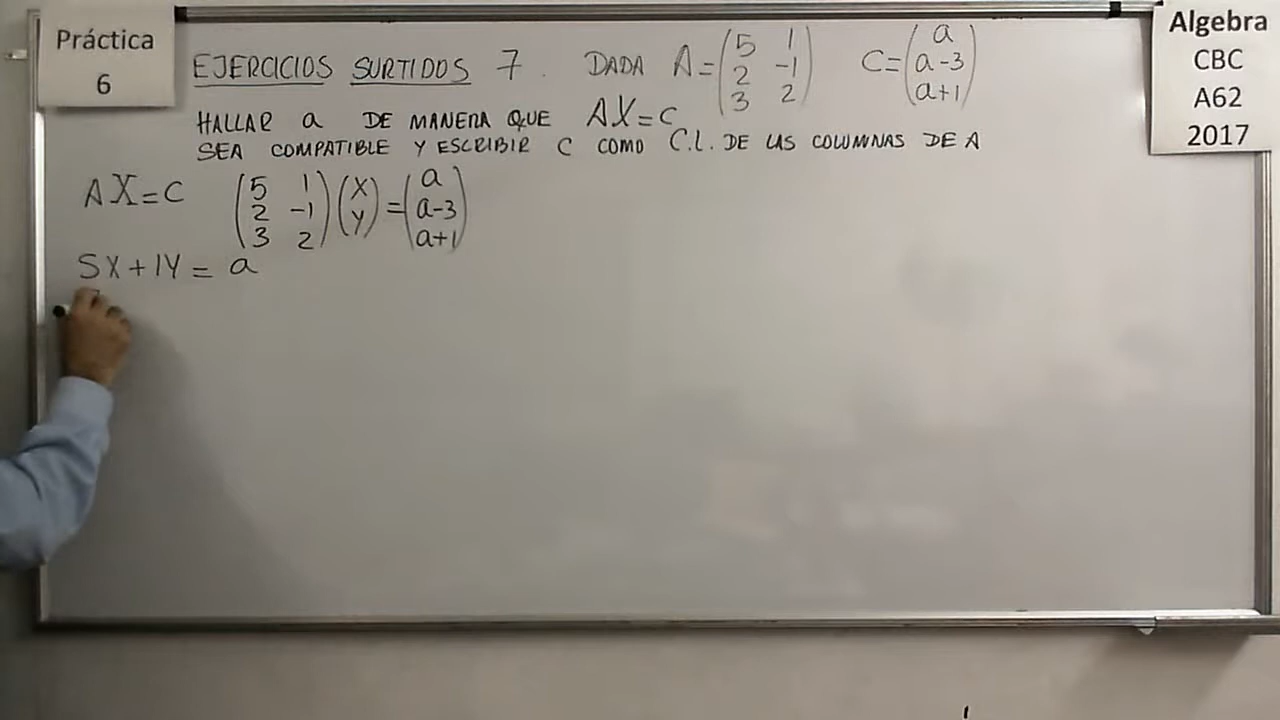 Práctica
6
EJERCICIOS SURTIDOS 7. DADA A = (5 1
2 -1
3 2) C = (a
a-3
a+1)
HALLAR a DE MANERA QUE AX = C
SEA COMPATIBLE Y ESCRIBIR C COMO C.L. DE LAS COLUMNAS DE A
AX = C (5 1
2 -1
3 2) (X
Y) = (a
a-3
a+1)
5X + 1Y = a
Algebra
CBC
A62
2017